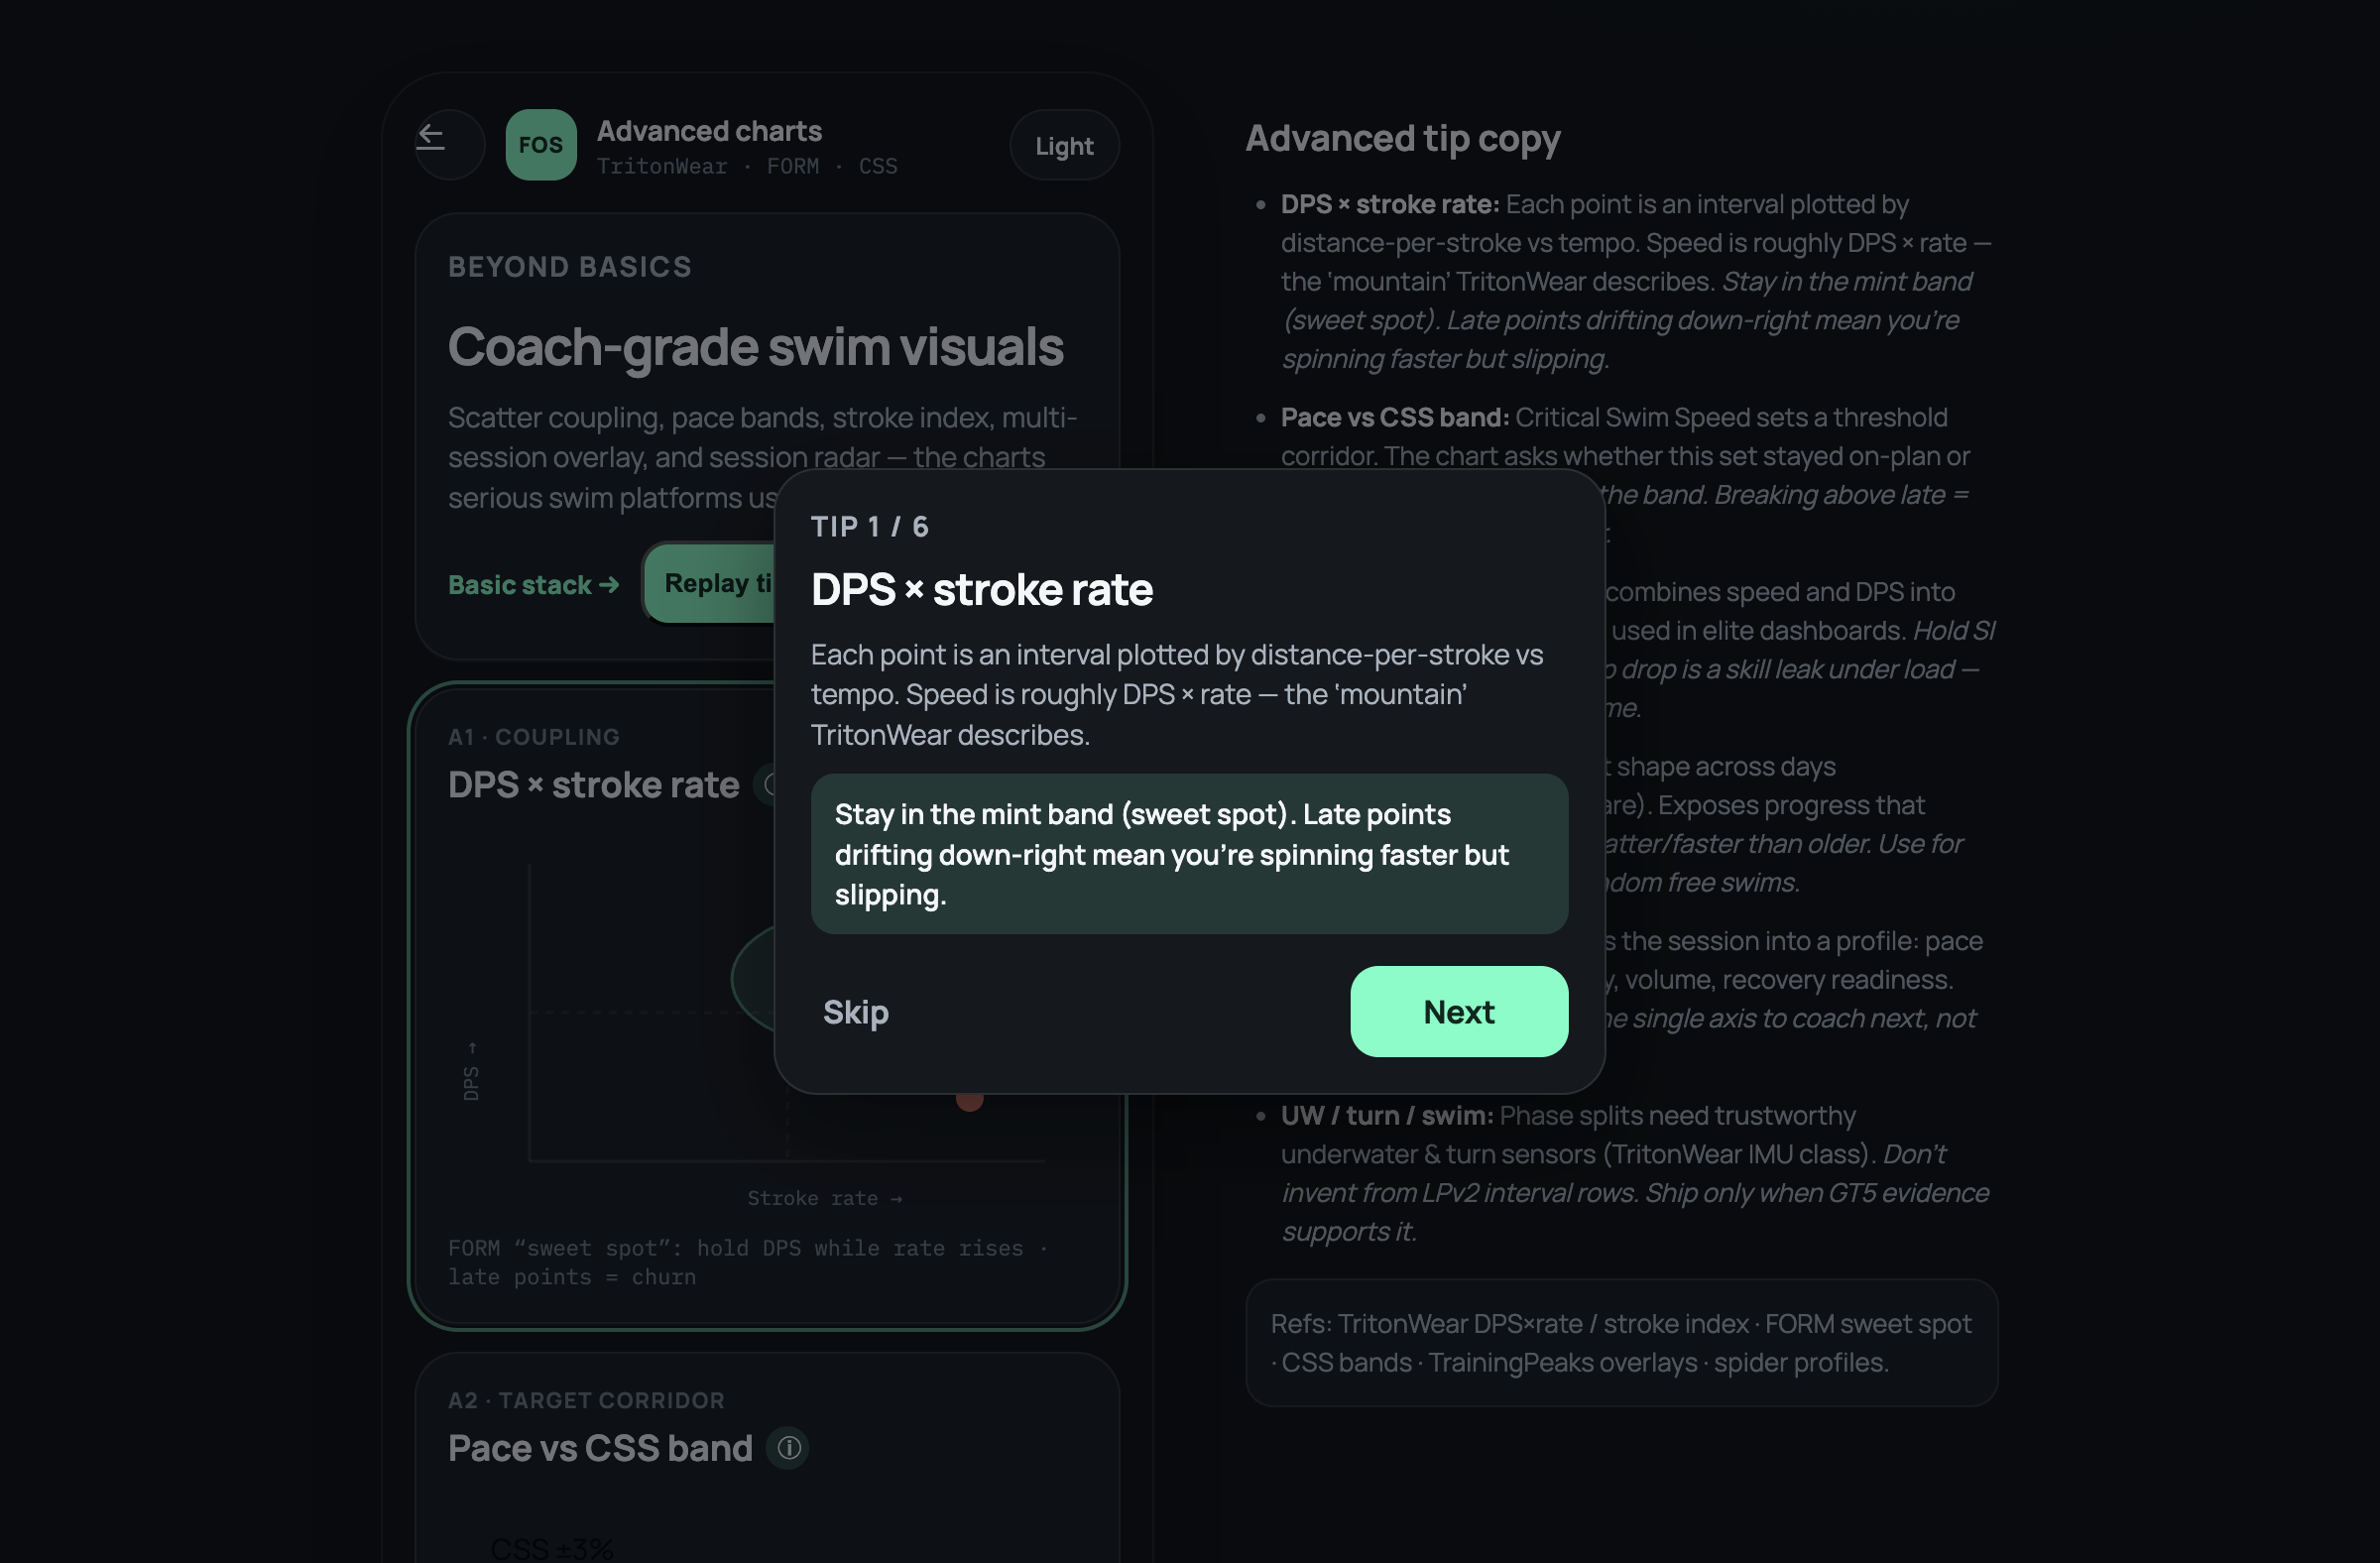 FOS
Advanced charts
TritonWear · FORM · CSS
Light
BEYOND BASICS
Coach-grade swim visuals
Scatter coupling, pace bands, stroke index, multi-
session overlay, and session radar — the charts
serious swim platforms us
Basic stack →
Replay ti
A1 · COUPLING
DPS × stroke rate
DPS →
Stroke rate →
FORM “sweet spot”: hold DPS while rate rises ·
late points = churn
A2 · TARGET CORRIDOR
Pace vs CSS band ⓘ
CSS ±3%
TIP 1 / 6
DPS × stroke rate
Each point is an interval plotted by distance-per-stroke vs
tempo. Speed is roughly DPS × rate — the ‘mountain’
TritonWear describes.
Stay in the mint band (sweet spot). Late points
drifting down-right mean you’re spinning faster but
slipping.
Skip
Next
Advanced tip copy
DPS × stroke rate: Each point is an interval plotted by
distance-per-stroke vs tempo. Speed is roughly DPS × rate —
the ‘mountain’ TritonWear describes. Stay in the mint band
(sweet spot). Late points drifting down-right mean you’re
spinning faster but slipping.
Pace vs CSS band: Critical Swim Speed sets a threshold
corridor. The chart asks whether this set stayed on-plan or
the band. Breaking above late =
combines speed and DPS into
used in elite dashboards. Hold SI
drop is a skill leak under load —
me.
shape across days
are). Exposes progress that
atter/faster than older. Use for
ndom free swims.
s the session into a profile: pace
y, volume, recovery readiness.
ne single axis to coach next, not
UW / turn / swim: Phase splits need trustworthy
underwater & turn sensors (TritonWear IMU class). Don’t
invent from LPv2 interval rows. Ship only when GT5 evidence
supports it.
Refs: TritonWear DPS×rate / stroke index · FORM sweet spot
· CSS bands · TrainingPeaks overlays · spider profiles.